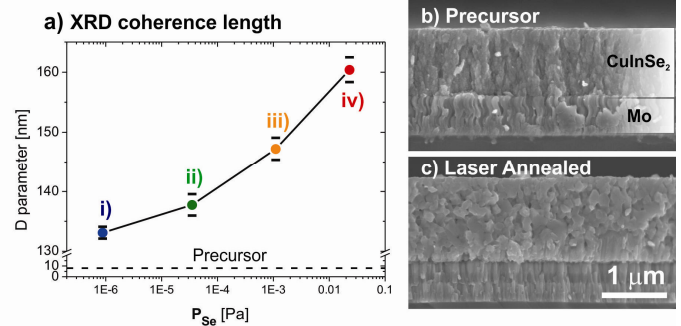 a) XRD coherence length
D parameter [nm]
160
150
140
130
10
0
i)
ii)
iii)
iv)
Precursor
1E-6
1E-5
1E-4
1E-3
0.01
0.1
P_Se [Pa]
b) Precursor
CuInSe₂
Mo
c) Laser Annealed
1 µm